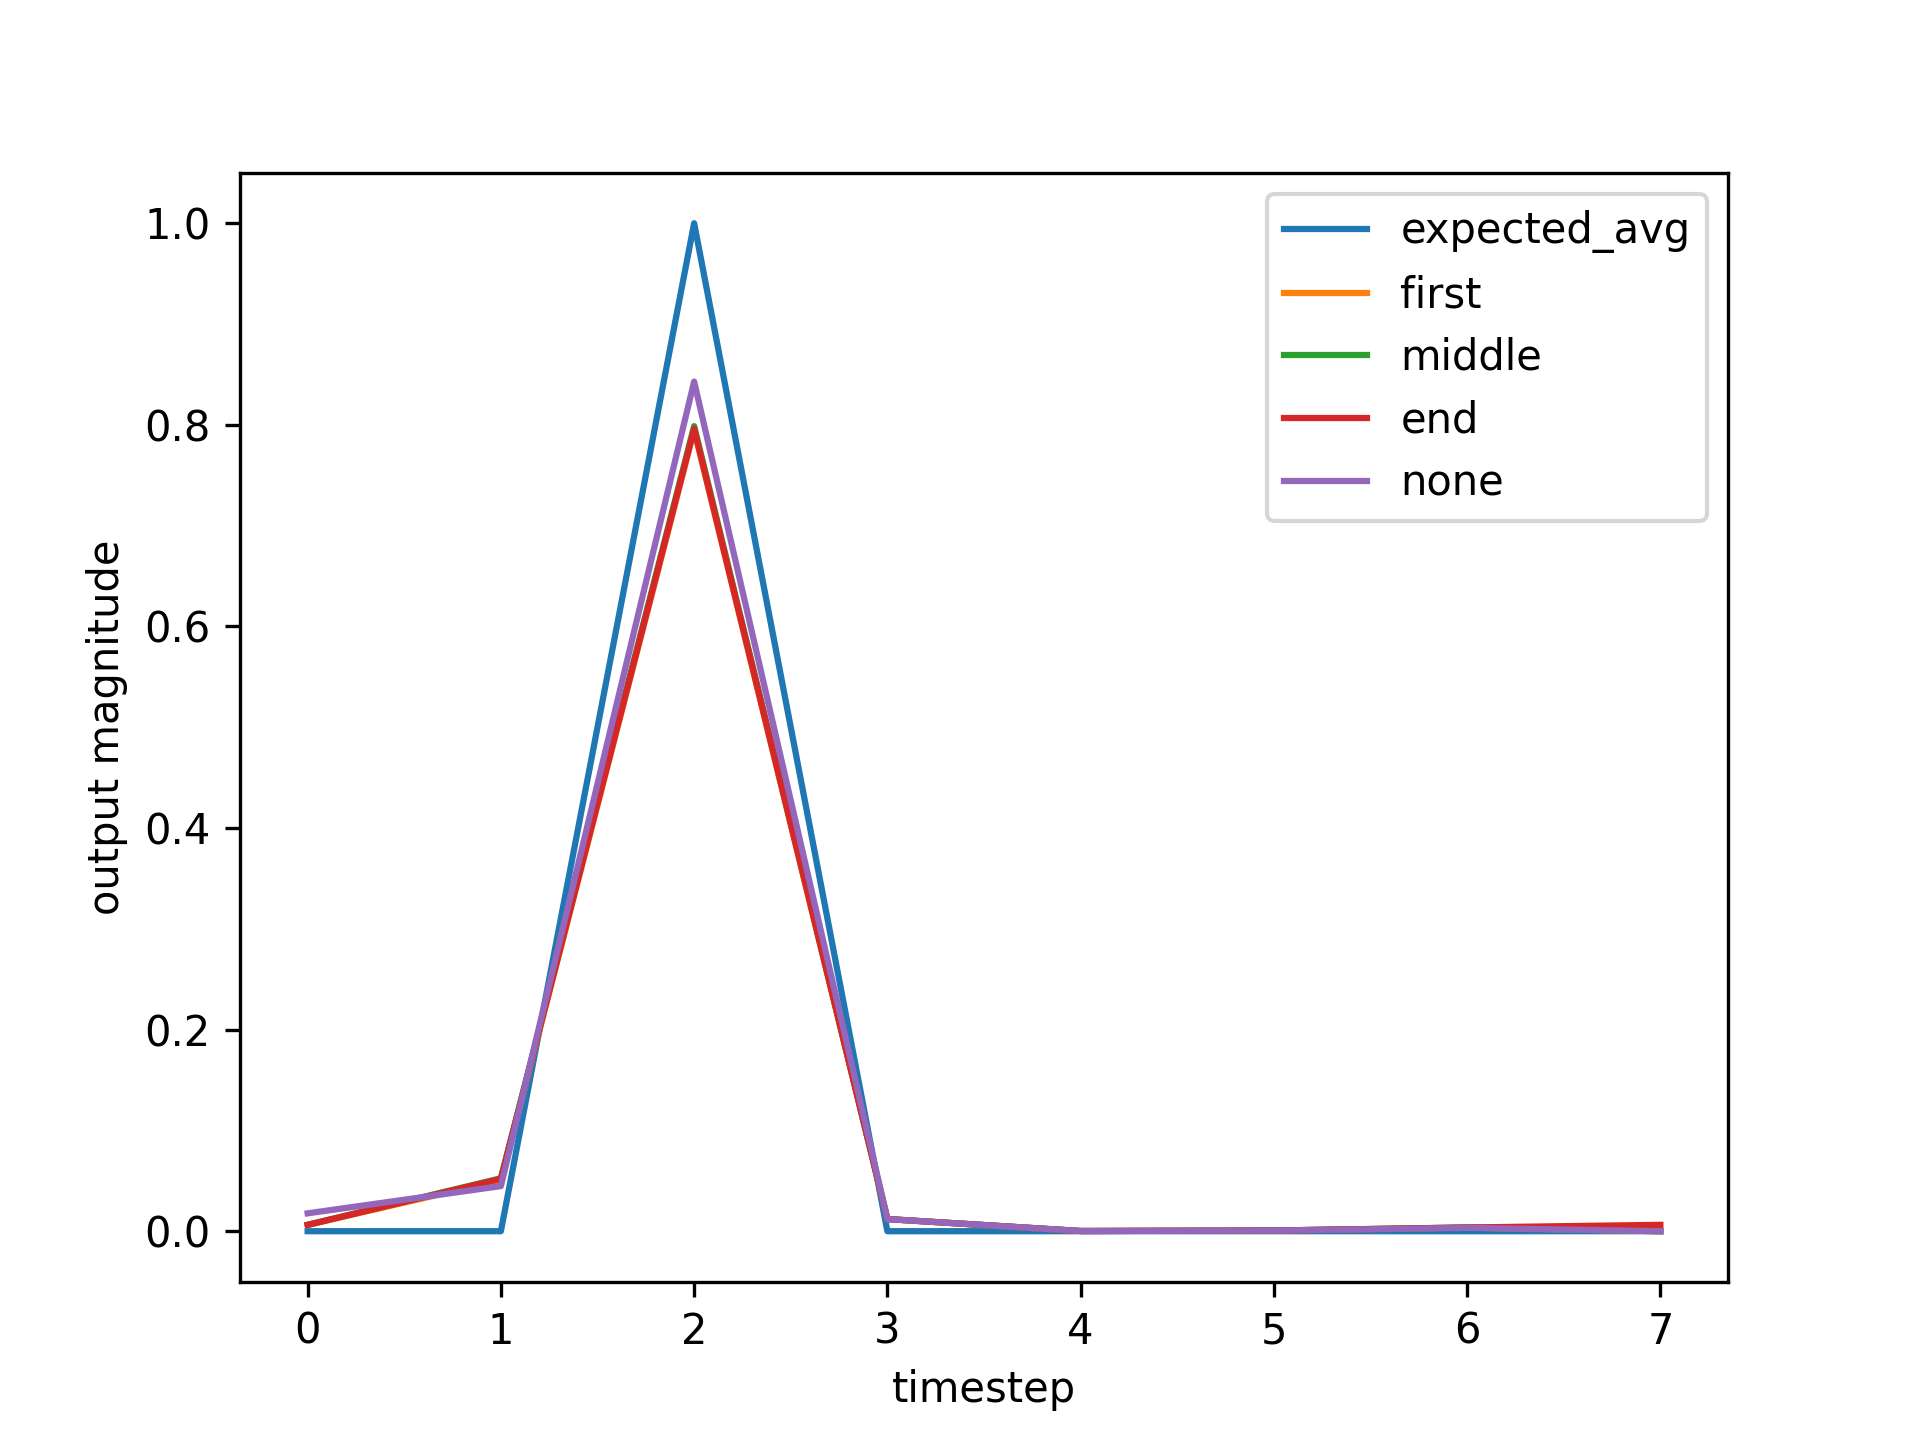 expected_avg
first
middle
end
none
1.0
0.8
0.6
0.4
0.2
0.0
output magnitude
0 1 2 3 4 5 6 7
timestep